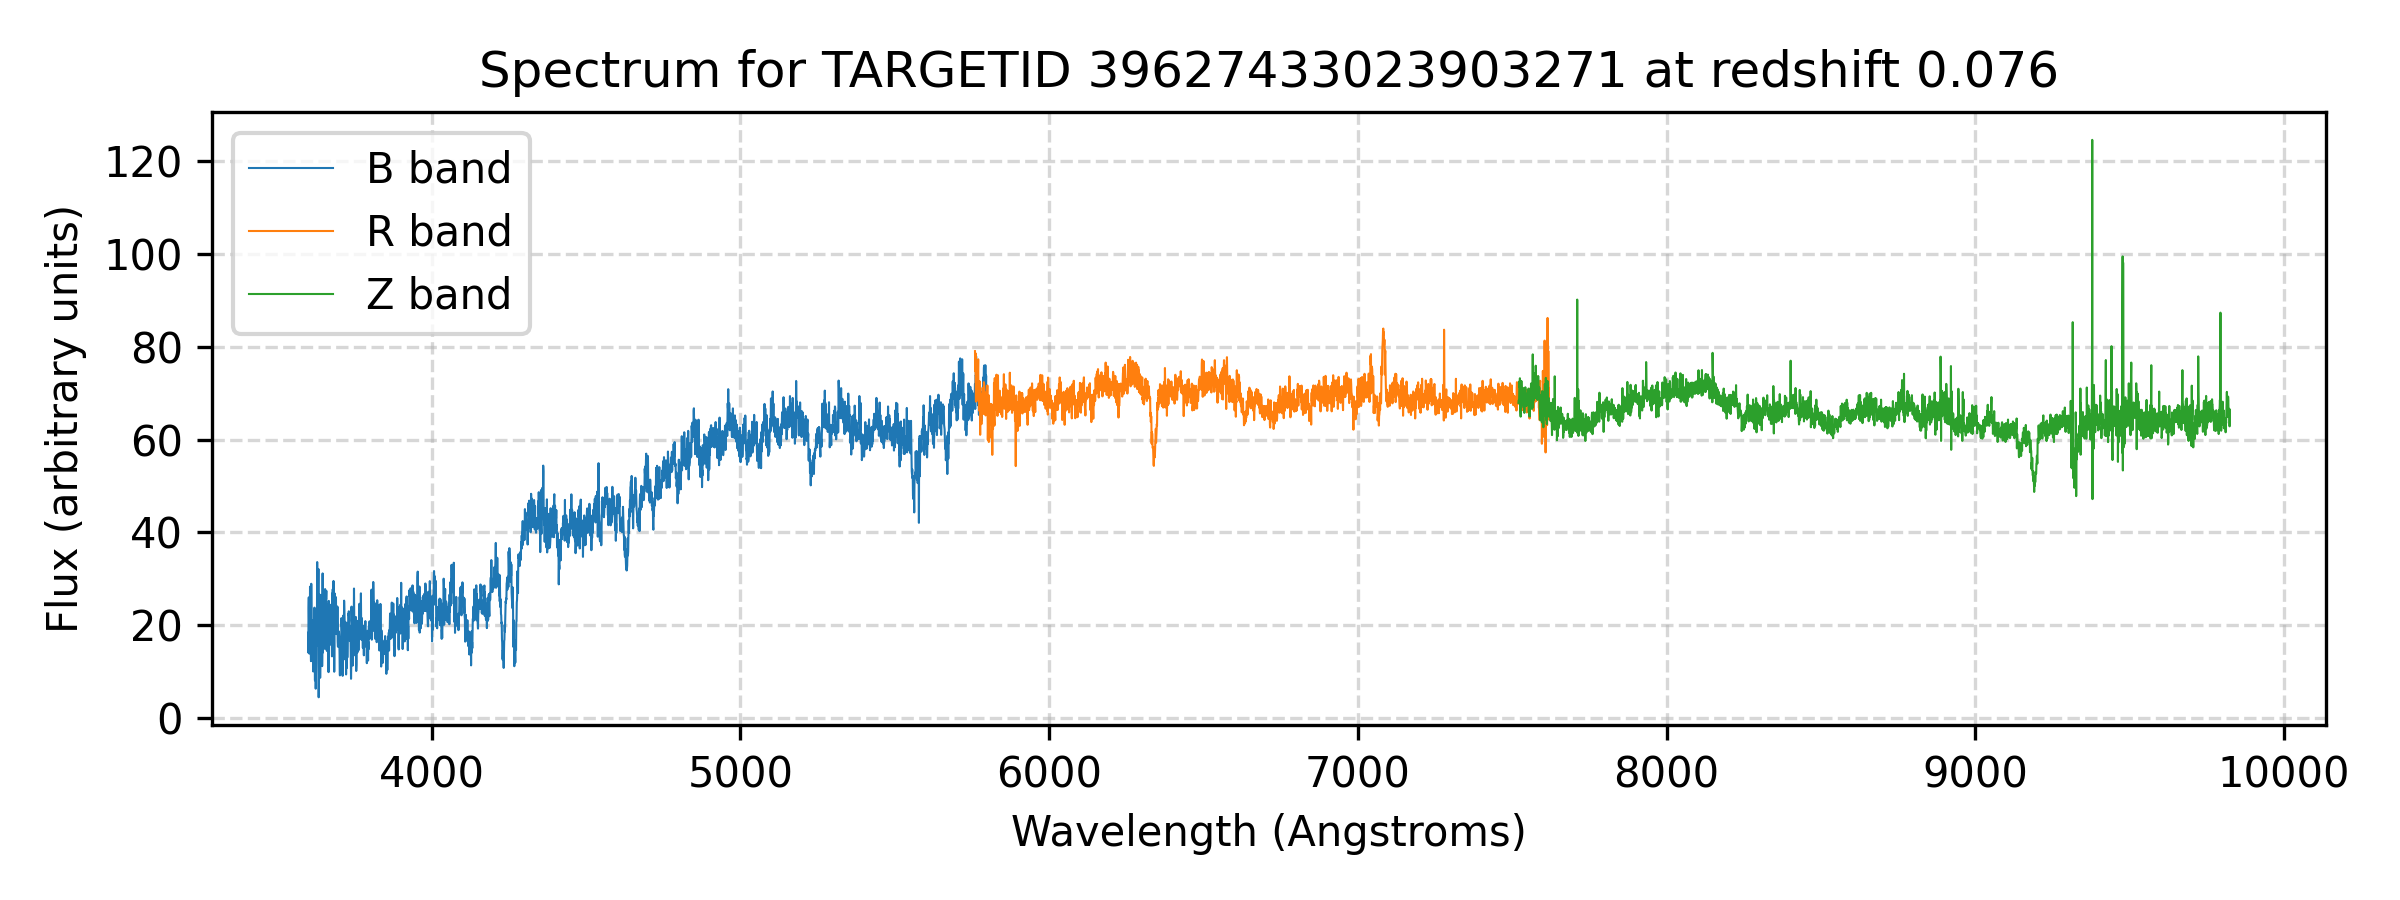 Spectrum for TARGETID 39627433023903271 at redshift 0.076
B band
R band
Z band
120
100
80
60
40
20
0
Flux (arbitrary units)
4000 5000 6000 7000 8000 9000 10000
Wavelength (Angstroms)